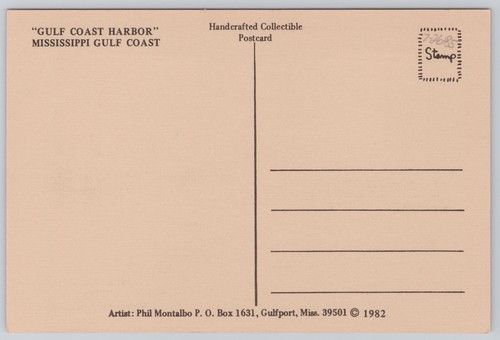 "GULF COAST HARBOR"
MISSISSIPPI GULF COAST
Handcrafted Collectible
Postcard
Stamp
Artist: Phil Montalbo P. O. Box 1631, Gulfport, Miss. 39501 © 1982